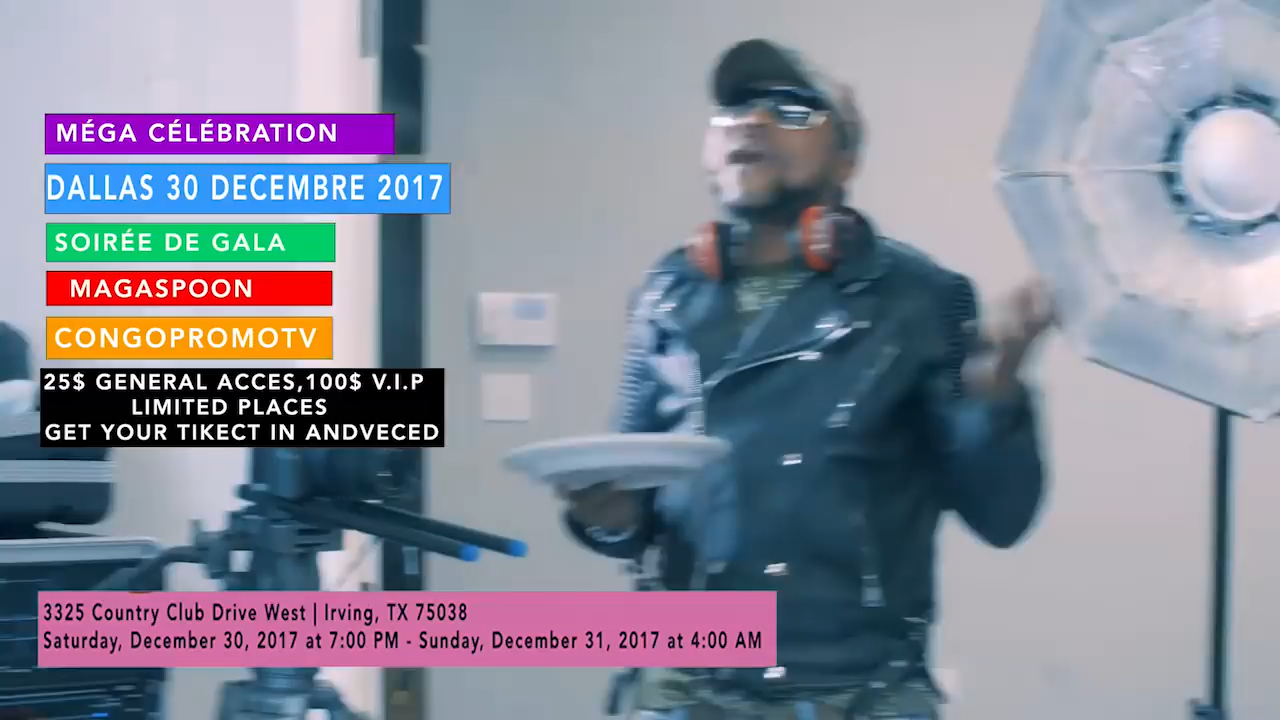 MÉGA CÉLÉBRATION
DALLAS 30 DECEMBRE 2017
SOIRÉE DE GALA
MAGASPOON
CONGOPROMOTV
25$ GENERAL ACCES,100$ V.I.P
LIMITED PLACES
GET YOUR TIKECT IN ANDVECED
3325 Country Club Drive West | Irving, TX 75038
Saturday, December 30, 2017 at 7:00 PM - Sunday, December 31, 2017 at 4:00 AM